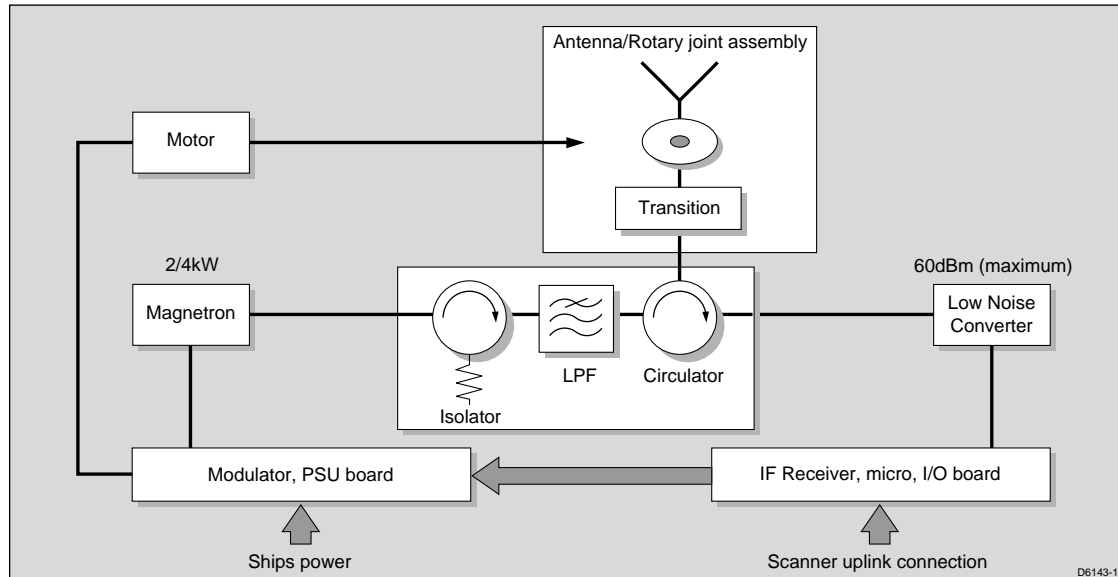 Antenna/Rotary joint assembly
Motor
Transition
2/4kW
60dBm (maximum)
Magnetron
Low Noise
Converter
LPF
Circulator
Isolator
Modulator, PSU board
IF Receiver, micro, I/O board
Ships power
Scanner uplink connection
D6143-1